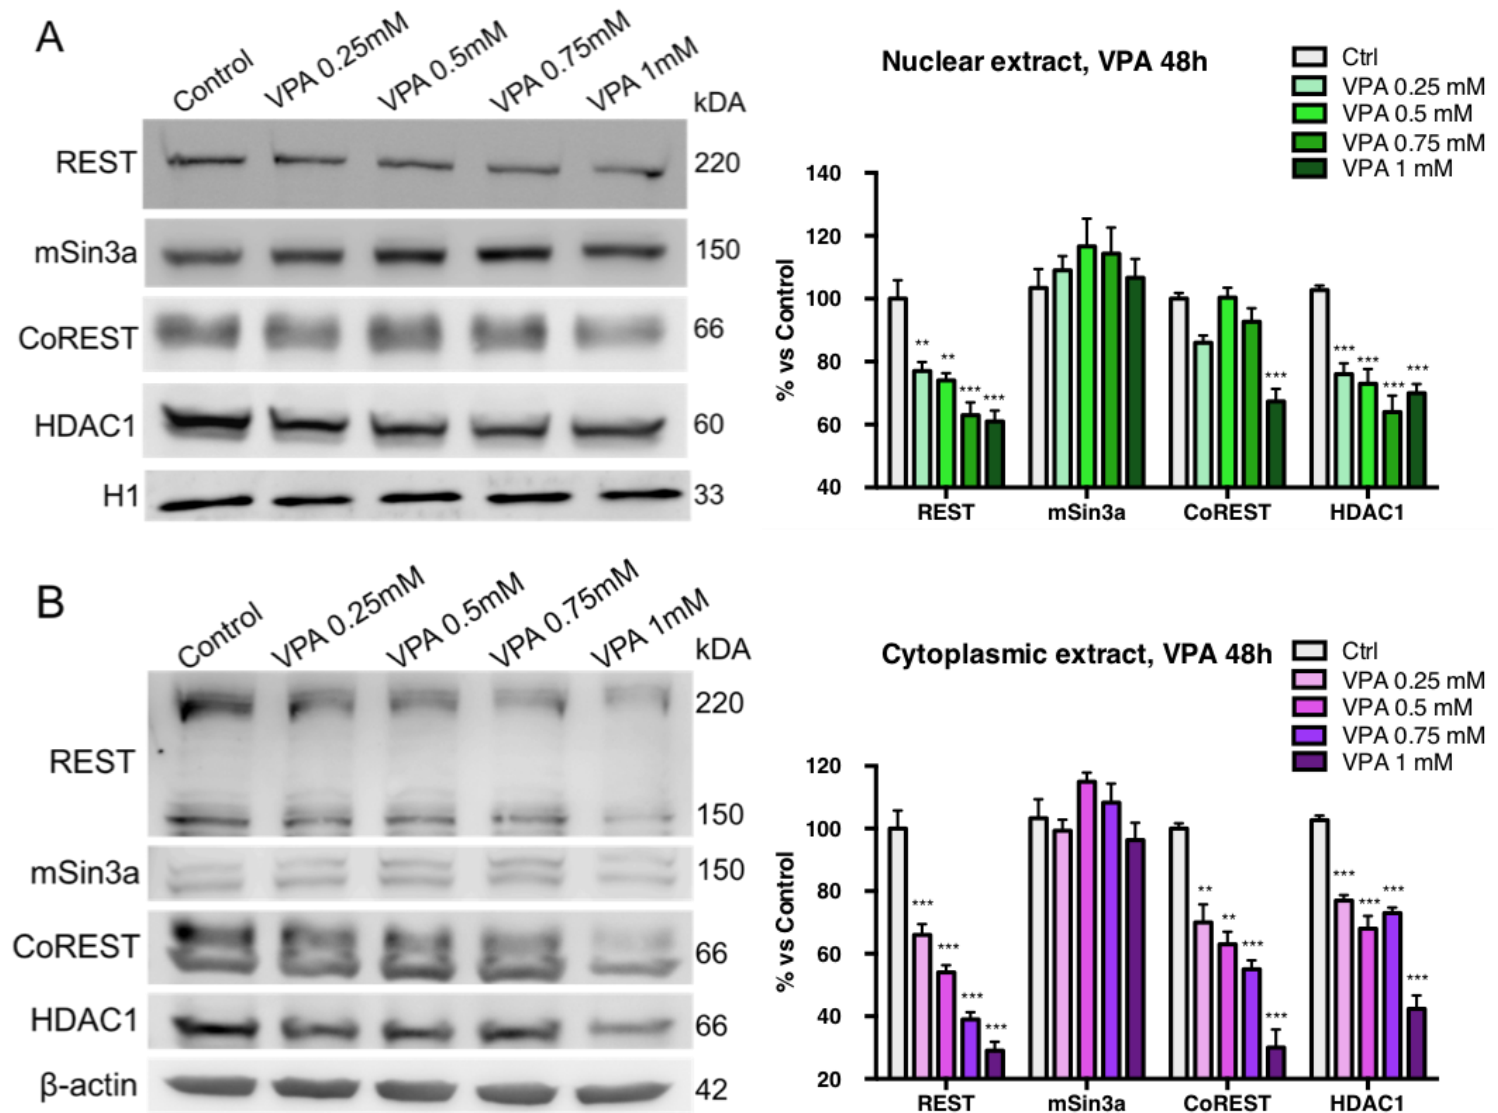 A
Control
VPA 0.25mM
VPA 0.5mM
VPA 0.75mM
VPA 1mM
kDA
REST
220
mSin3a
150
CoREST
66
HDAC1
60
H1
33
Nuclear extract, VPA 48h
Ctrl
VPA 0.25 mM
VPA 0.5 mM
VPA 0.75 mM
VPA 1 mM
% vs Control
140
120
100
80
60
40
** ** *** ***
***
*** *** *** ***
REST mSin3a CoREST HDAC1
B
Control
VPA 0.25mM
VPA 0.5mM
VPA 0.75mM
VPA 1mM
kDA
220
REST
150
mSin3a
150
CoREST
66
HDAC1
66
β-actin
42
Cytoplasmic extract, VPA 48h
Ctrl
VPA 0.25 mM
VPA 0.5 mM
VPA 0.75 mM
VPA 1 mM
% vs Control
120
100
80
60
40
20
*** *** *** ***
** ** *** ***
*** *** *** ***
REST mSin3a CoREST HDAC1